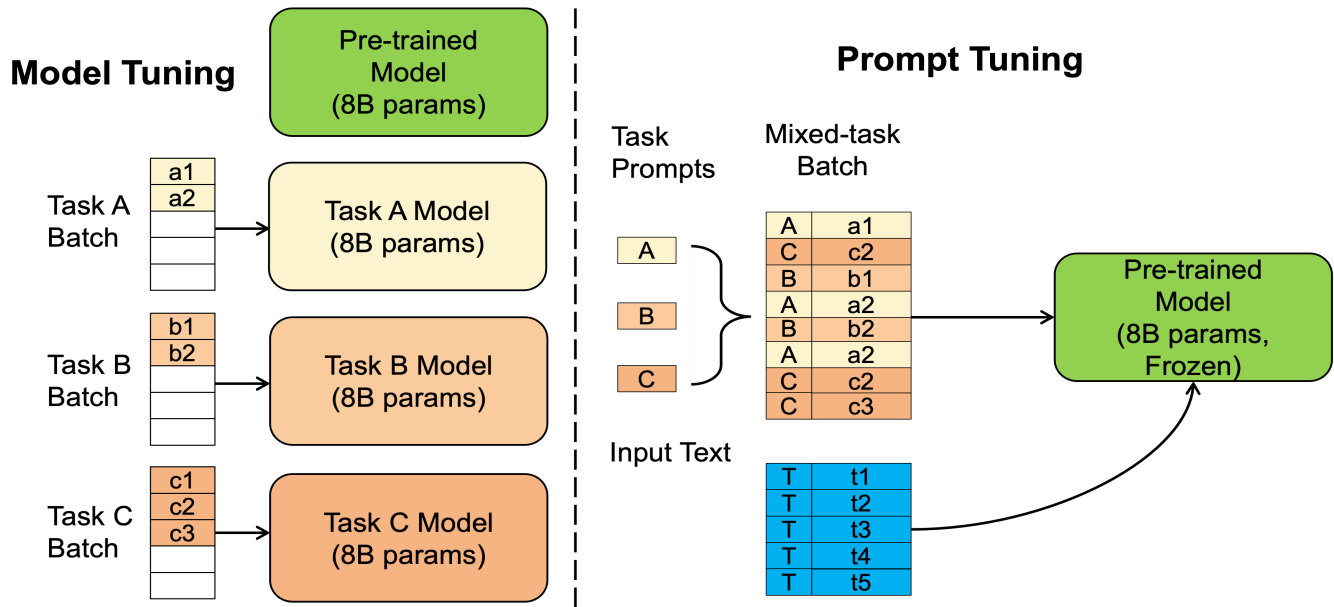 Model Tuning
Pre-trained
Model
(8B params)
Task A
Batch
a1
a2
Task A Model
(8B params)
Task B
Batch
b1
b2
Task B Model
(8B params)
Task C
Batch
c1
c2
c3
Task C Model
(8B params)
Prompt Tuning
Task
Prompts
A
B
C
Mixed-task
Batch
A a1
C c2
B b1
A a2
B b2
A a2
C c2
C c3
Input Text
T t1
T t2
T t3
T t4
T t5
Pre-trained
Model
(8B params,
Frozen)